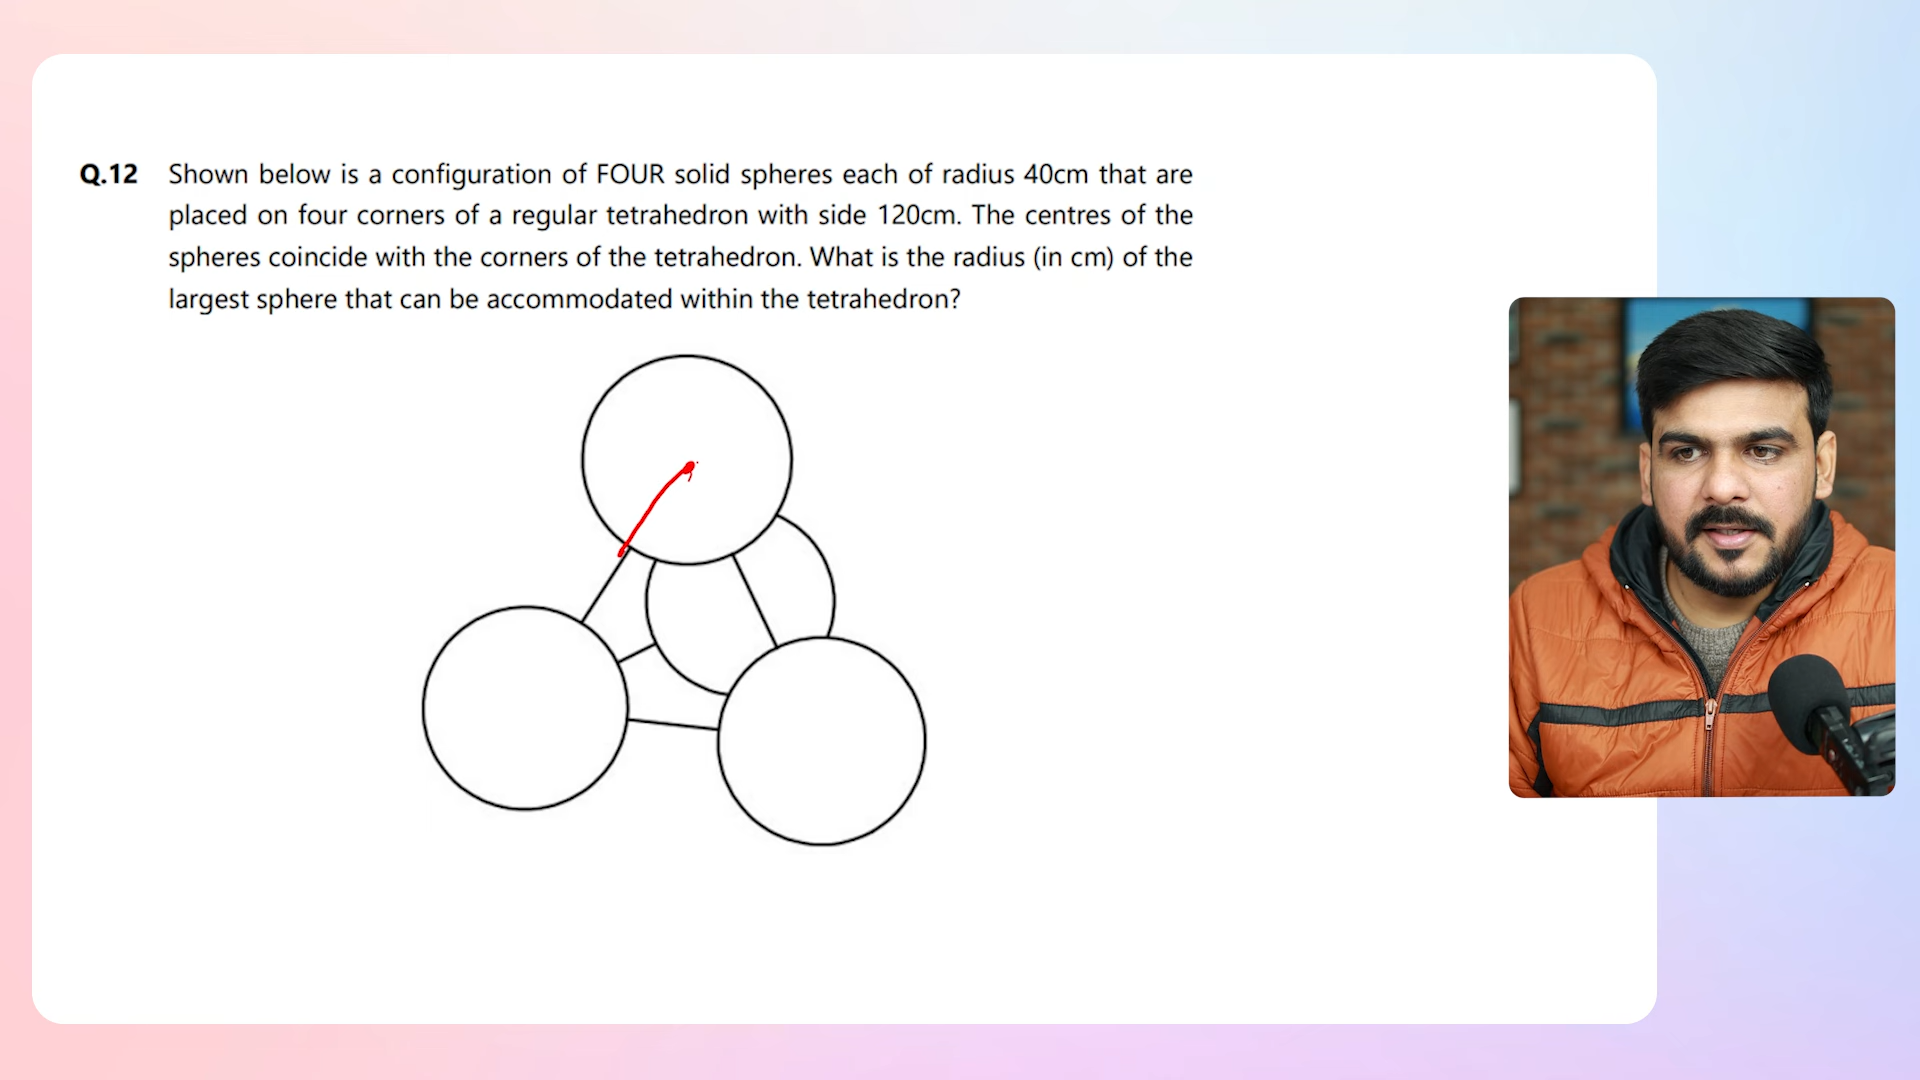 Q.12 Shown below is a configuration of FOUR solid spheres each of radius 40cm that are
placed on four corners of a regular tetrahedron with side 120cm. The centres of the
spheres coincide with the corners of the tetrahedron. What is the radius (in cm) of the
largest sphere that can be accommodated within the tetrahedron?